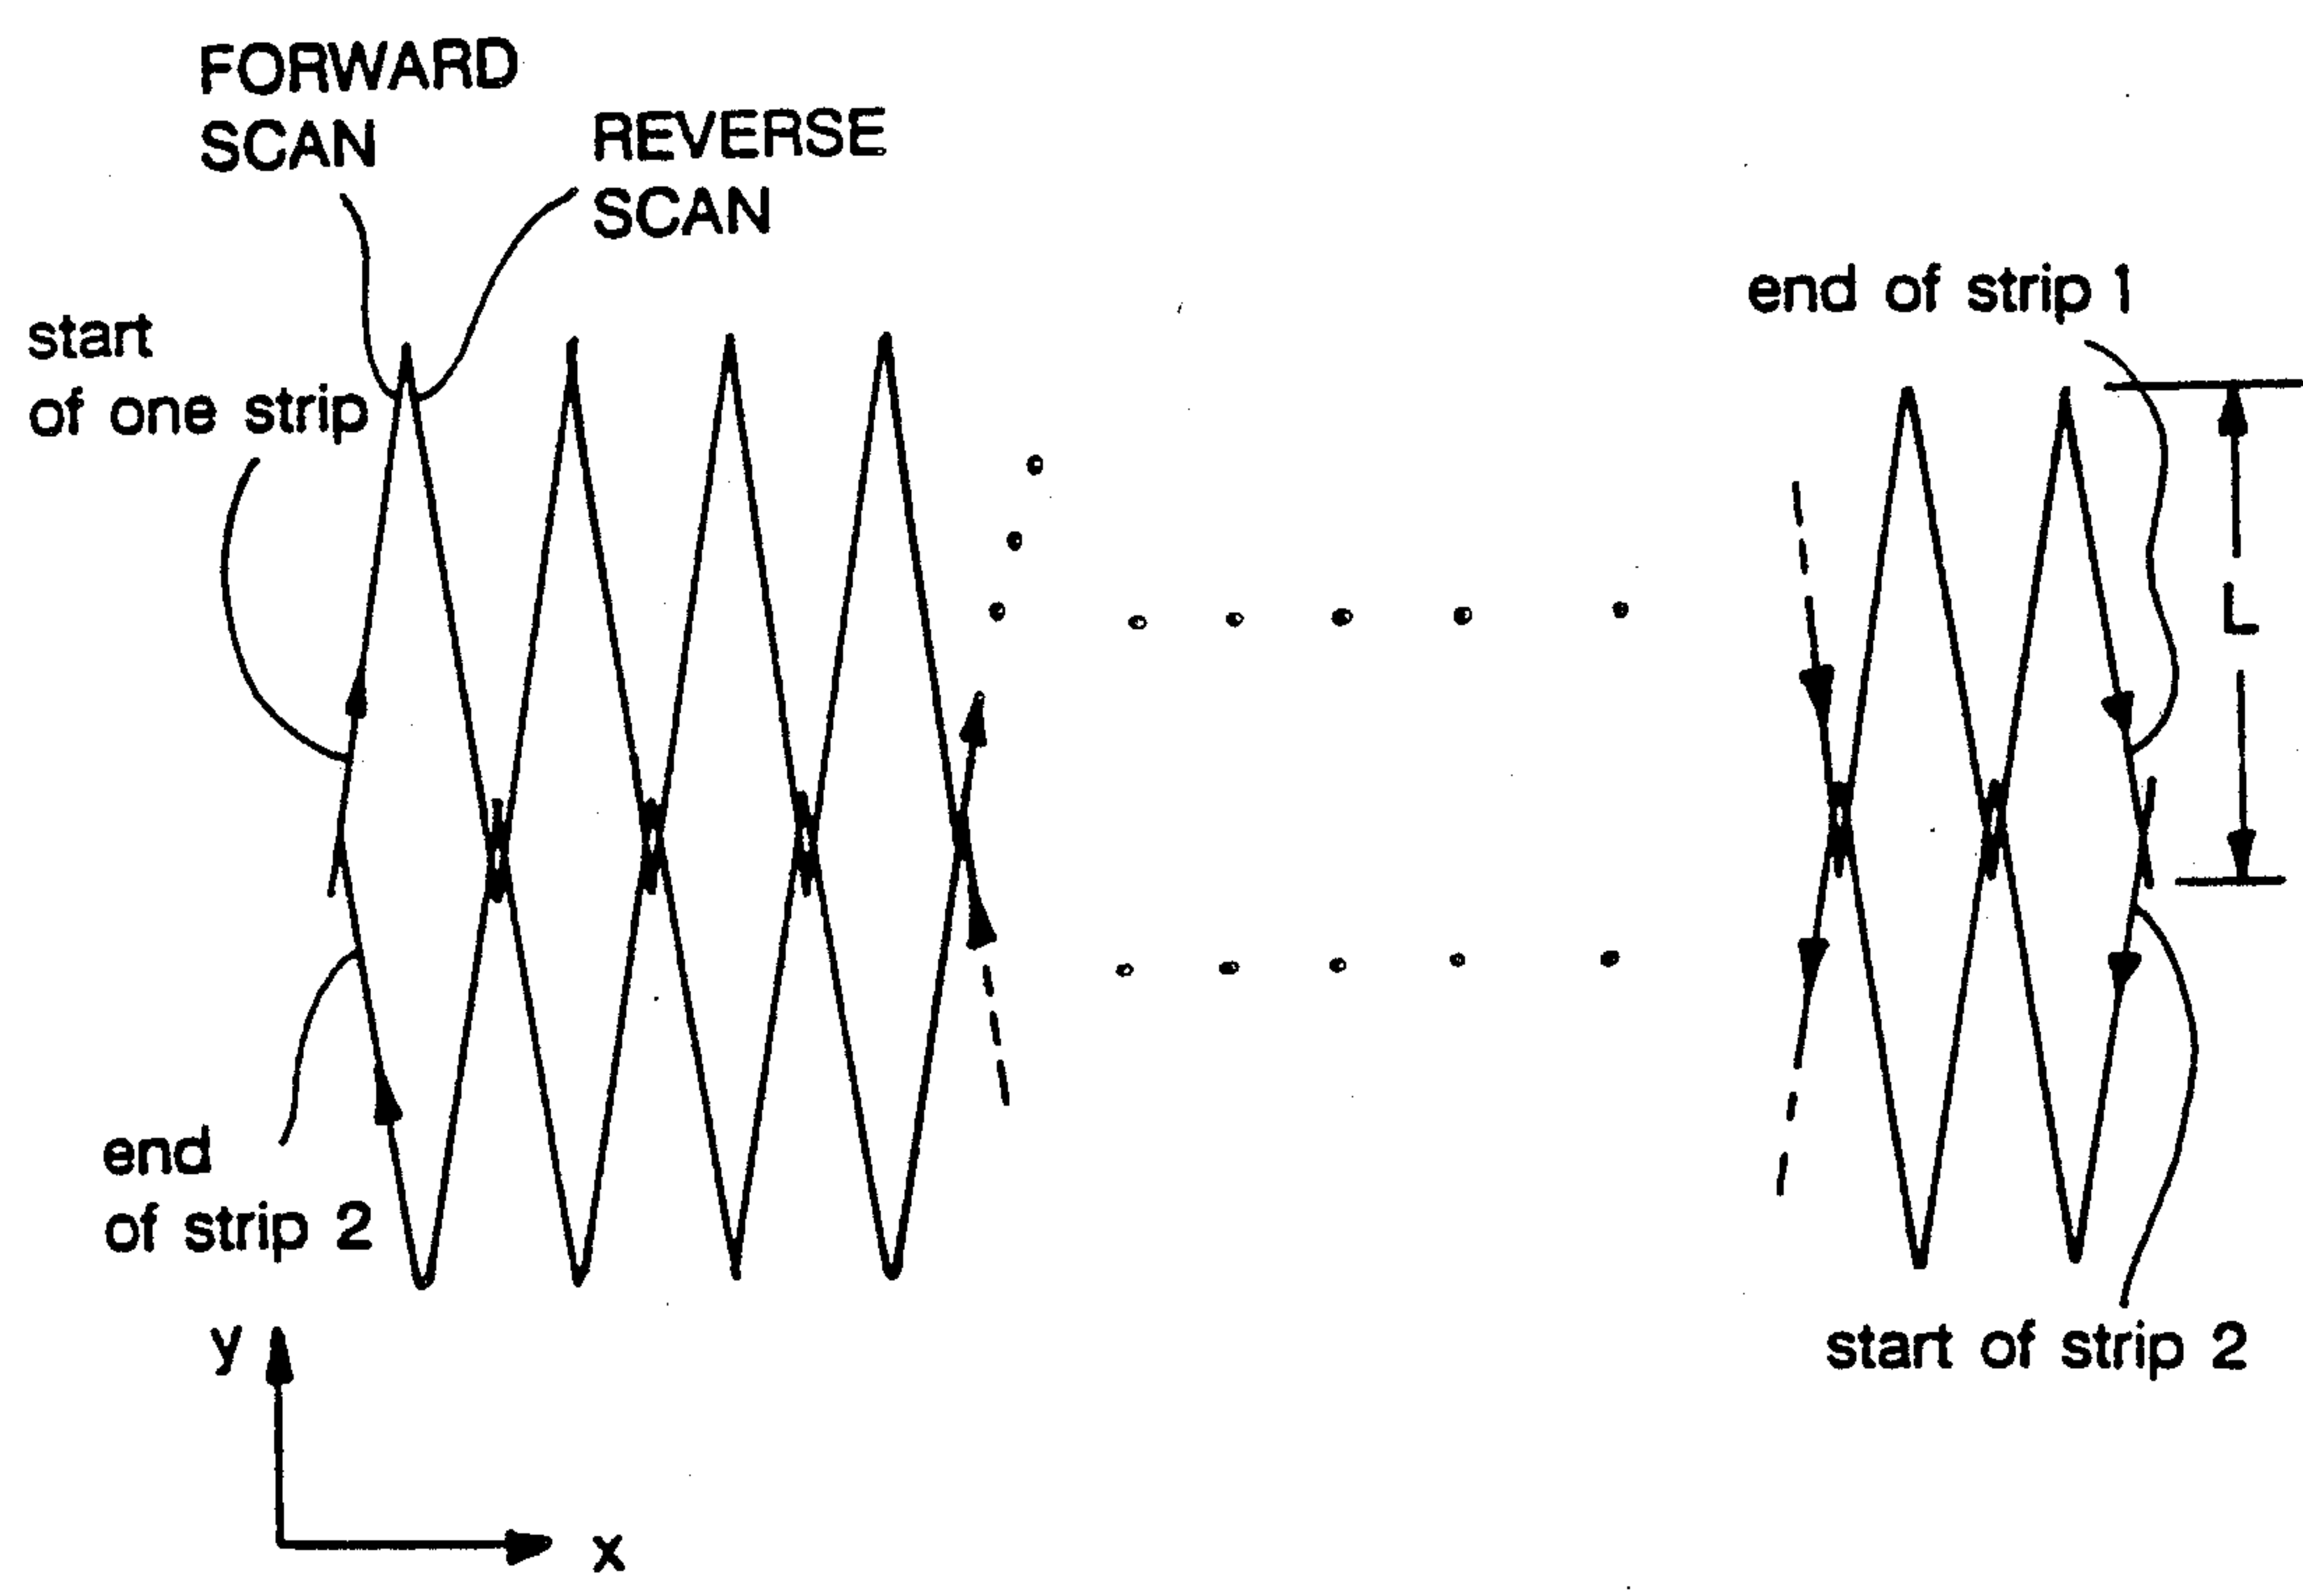 FORWARD
SCAN
REVERSE
SCAN
start
of one strip
end of strip 1
L
end
of strip 2
start of strip 2
y
x